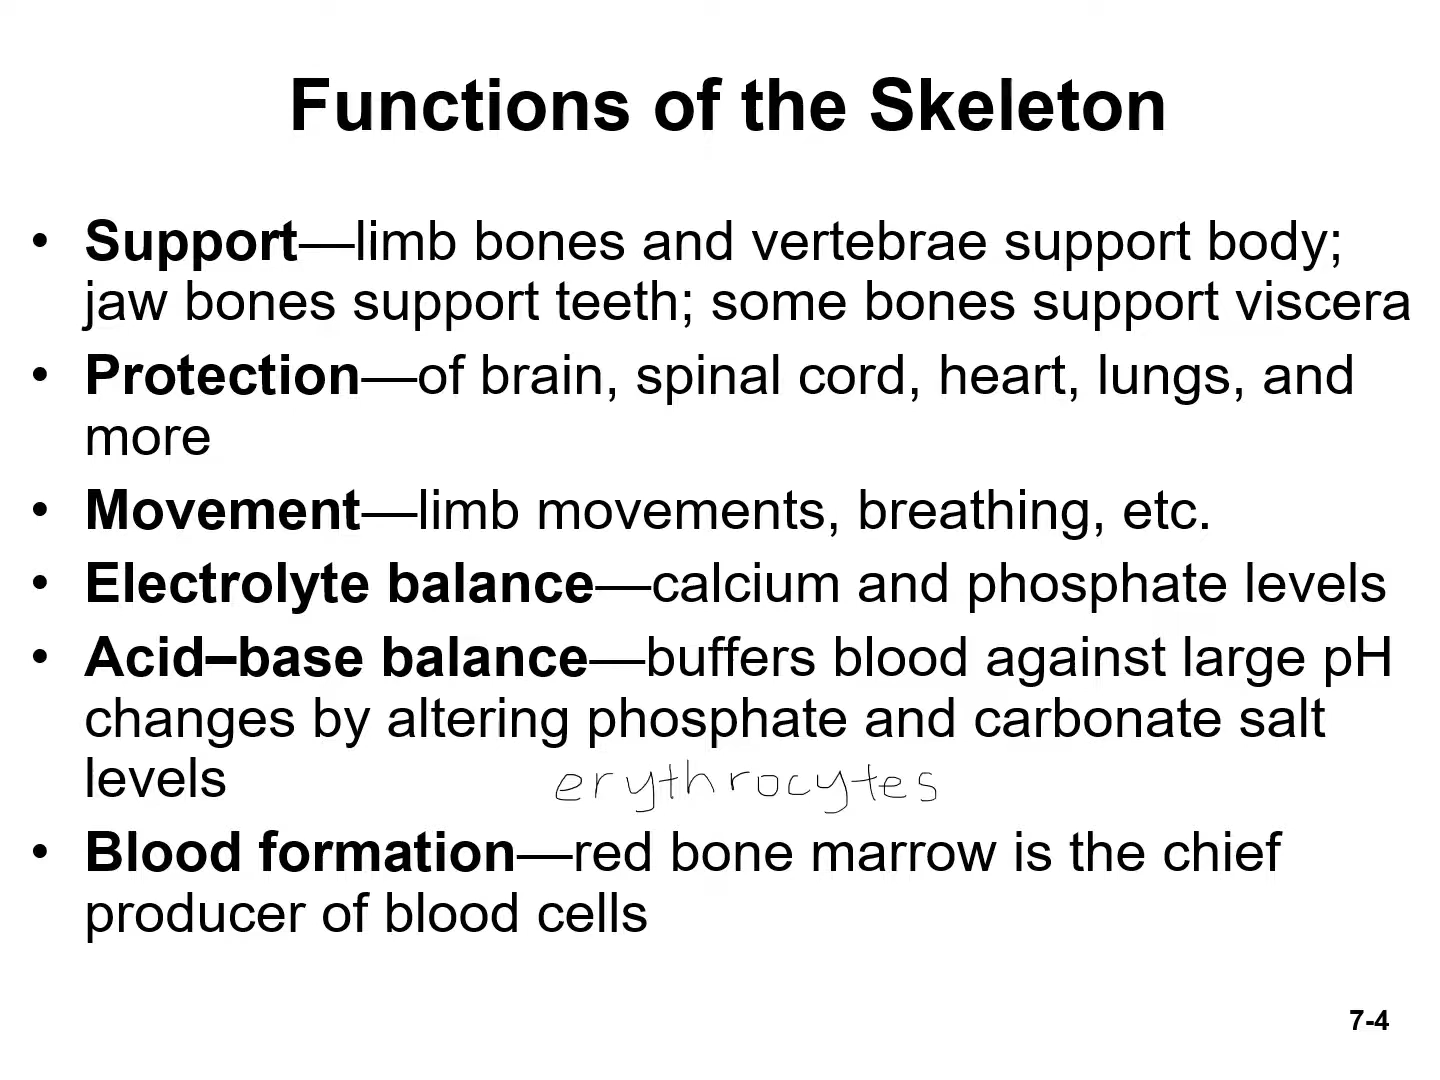 Functions of the Skeleton
• Support—limb bones and vertebrae support body;
jaw bones support teeth; some bones support viscera
• Protection—of brain, spinal cord, heart, lungs, and
more
• Movement—limb movements, breathing, etc.
• Electrolyte balance—calcium and phosphate levels
• Acid–base balance—buffers blood against large pH
changes by altering phosphate and carbonate salt
levels
erythrocytes
• Blood formation—red bone marrow is the chief
producer of blood cells
7-4